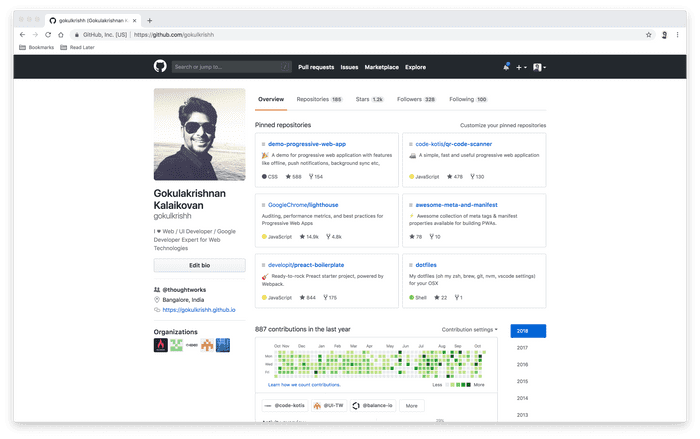 gokulkrishh (Gokulakrishnan K
GitHub, Inc. [US] | https://github.com/gokulkrishh
Bookmarks Read Later
Search or jump to... / Pull requests Issues Marketplace Explore
Overview Repositories 185 Stars 1.2k Followers 328 Following 100
Pinned repositories Customize your pinned repositories
demo-progressive-web-app
A demo for progressive web application with features
like offline, push notifications, background sync etc,
CSS 588 154
code-kotis/qr-code-scanner
A simple, fast and useful progressive web application
JavaScript 478 130
Gokulakrishnan
Kalaikovan
gokulkrishh
I ♥ Web / UI Developer / Google
Developer Expert for Web
Technologies
Edit bio
@thoughtworks
Bangalore, India
https://gokulkrishh.github.io
Organizations
GoogleChrome/lighthouse
Auditing, performance metrics, and best practices for
Progressive Web Apps
JavaScript 14.9k 4.8k
awesome-meta-and-manifest
Awesome collection of meta tags & manifest
properties available for building PWAs.
78 10
developit/preact-boilerplate
Ready-to-rock Preact starter project, powered by
Webpack.
JavaScript 844 175
dotfiles
My dotfiles (oh my zsh, brew, git, nvm, vscode settings)
for your OSX
Shell 22 1
887 contributions in the last year Contribution settings
Oct Nov Dec Jan Feb Mar Apr May Jun Jul Aug Sep Oct
Mon
Wed
Fri
Learn how we count contributions. Less More
@code-kotis @UI-TW @balance-io More
2018
2017
2016
2015
2014
2013